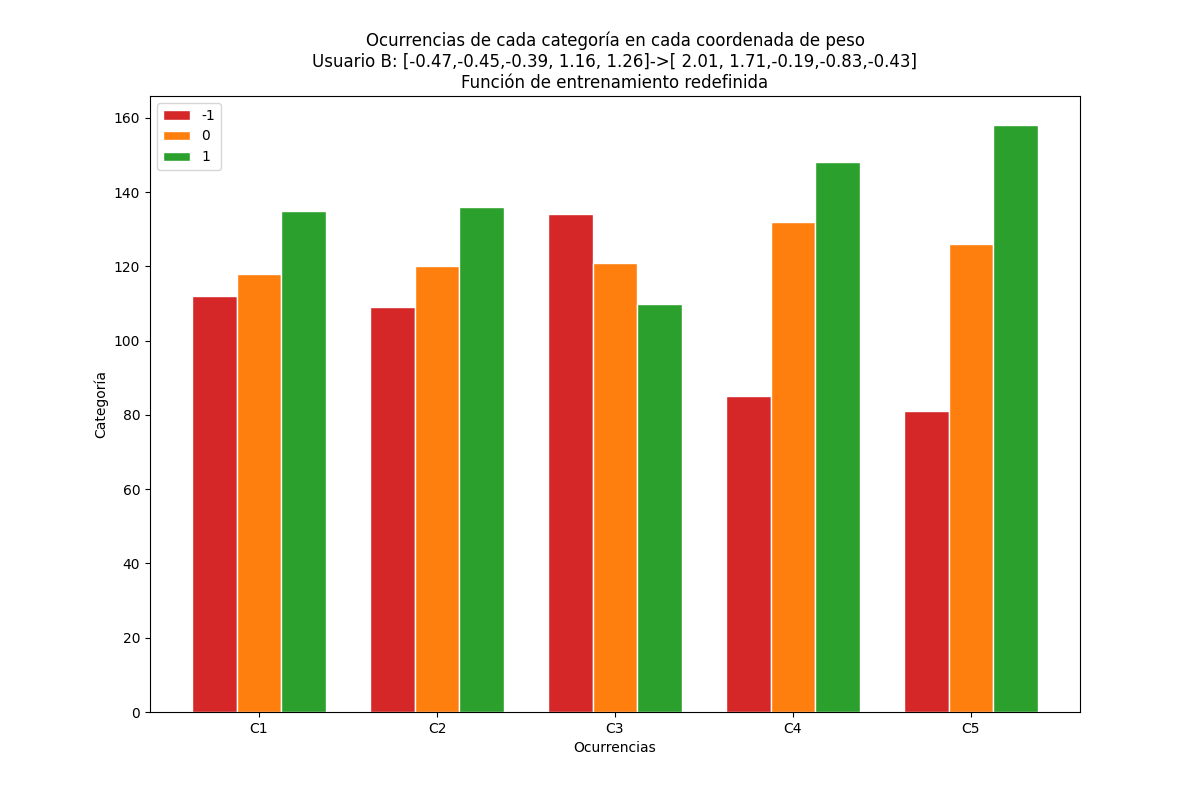 Ocurrencias de cada categoría en cada coordenada de peso
Usuario B: [-0.47,-0.45,-0.39, 1.16, 1.26]->[ 2.01, 1.71,-0.19,-0.83,-0.43]
Función de entrenamiento redefinida
-1
0
1
160
140
120
100
80
60
40
20
0
Categoría
C1 C2 C3 C4 C5
Ocurrencias